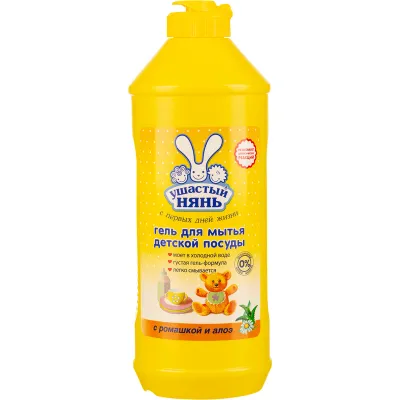 УШАСТЫЙ
НЯНЬ
с первых дней жизни
ГЕЛЬ ДЛЯ МЫТЬЯ
ДЕТСКОЙ ПОСУДЫ
моет в холодной воде
густая гель-формула
легко смывается
0%
с ромашкой и алоэ